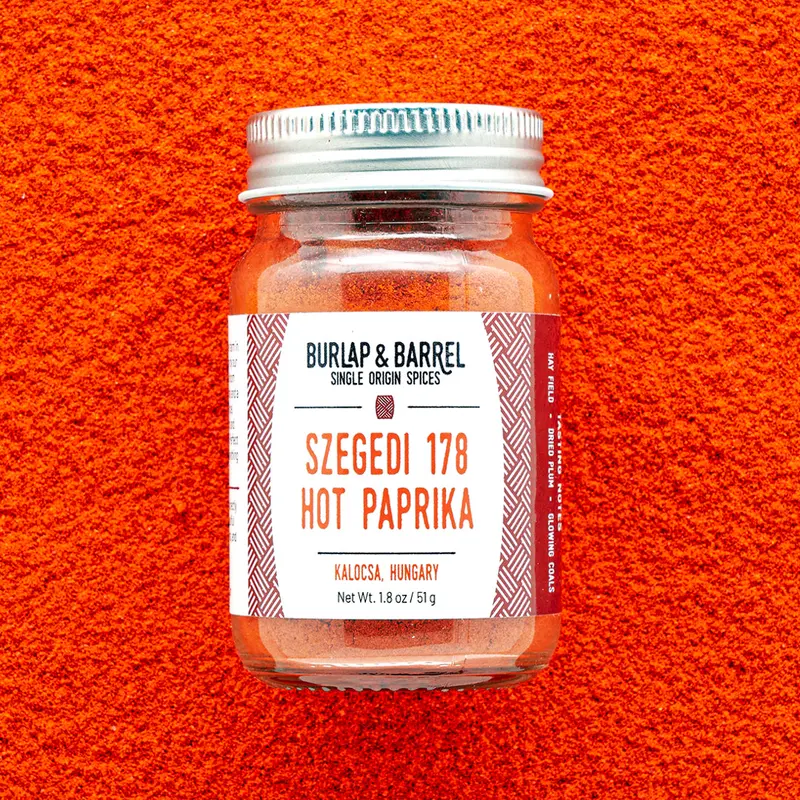 BURLAP & BARREL
SINGLE ORIGIN SPICES
SZEGEDI 178
HOT PAPRIKA
KALOCSA, HUNGARY
Net Wt. 1.8 oz / 51 g
TASTING NOTES
HAY FIELD - DRIED PLUM - GLOWING COALS